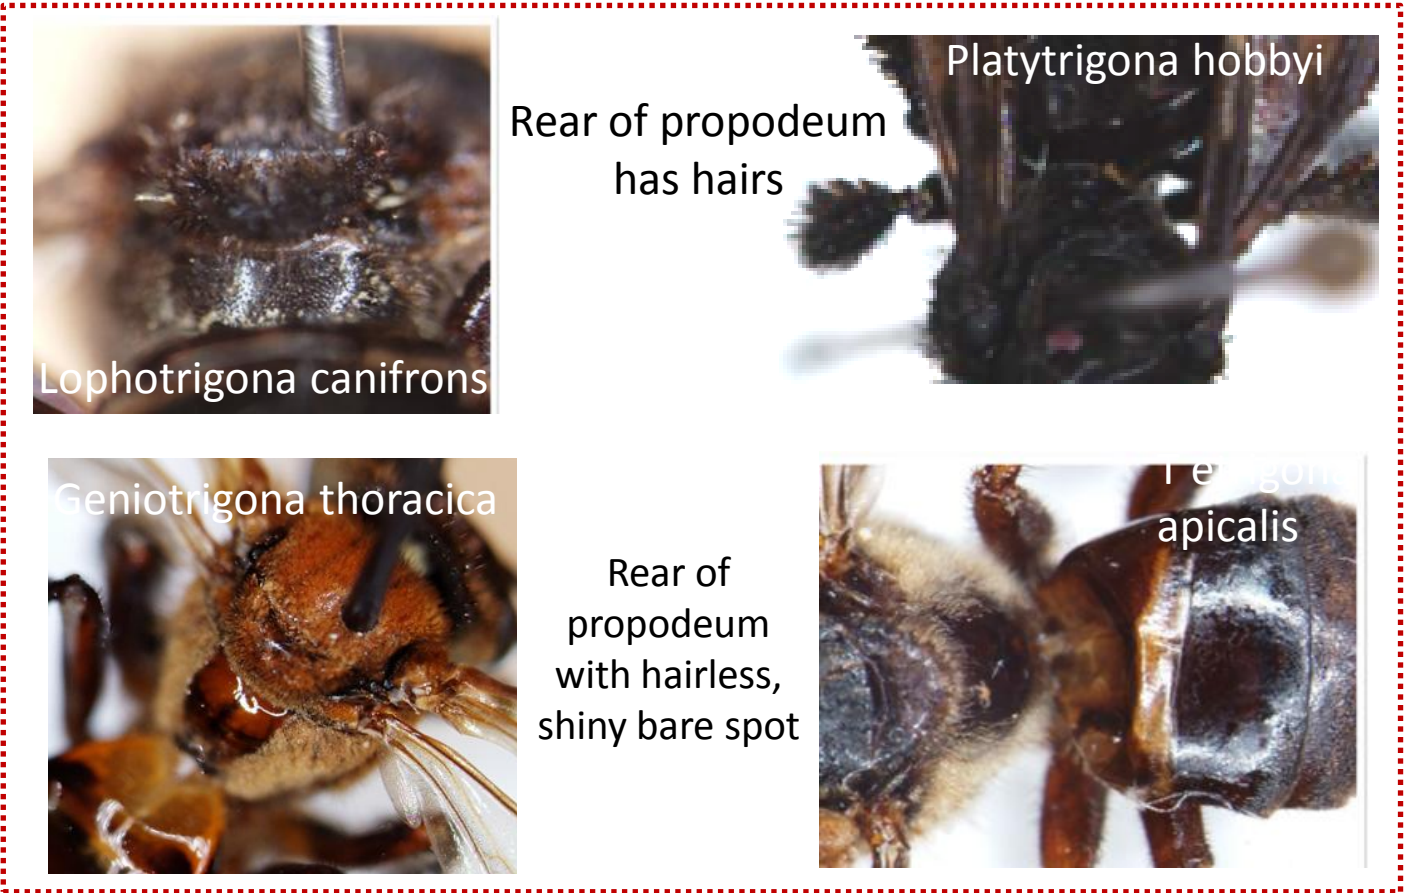 Platytrigona hobbyi
Rear of propodeum
has hairs
Lophotrigona canifrons
Geniotrigona thoracica
apicalis
Rear of
propodeum
with hairless,
shiny bare spot